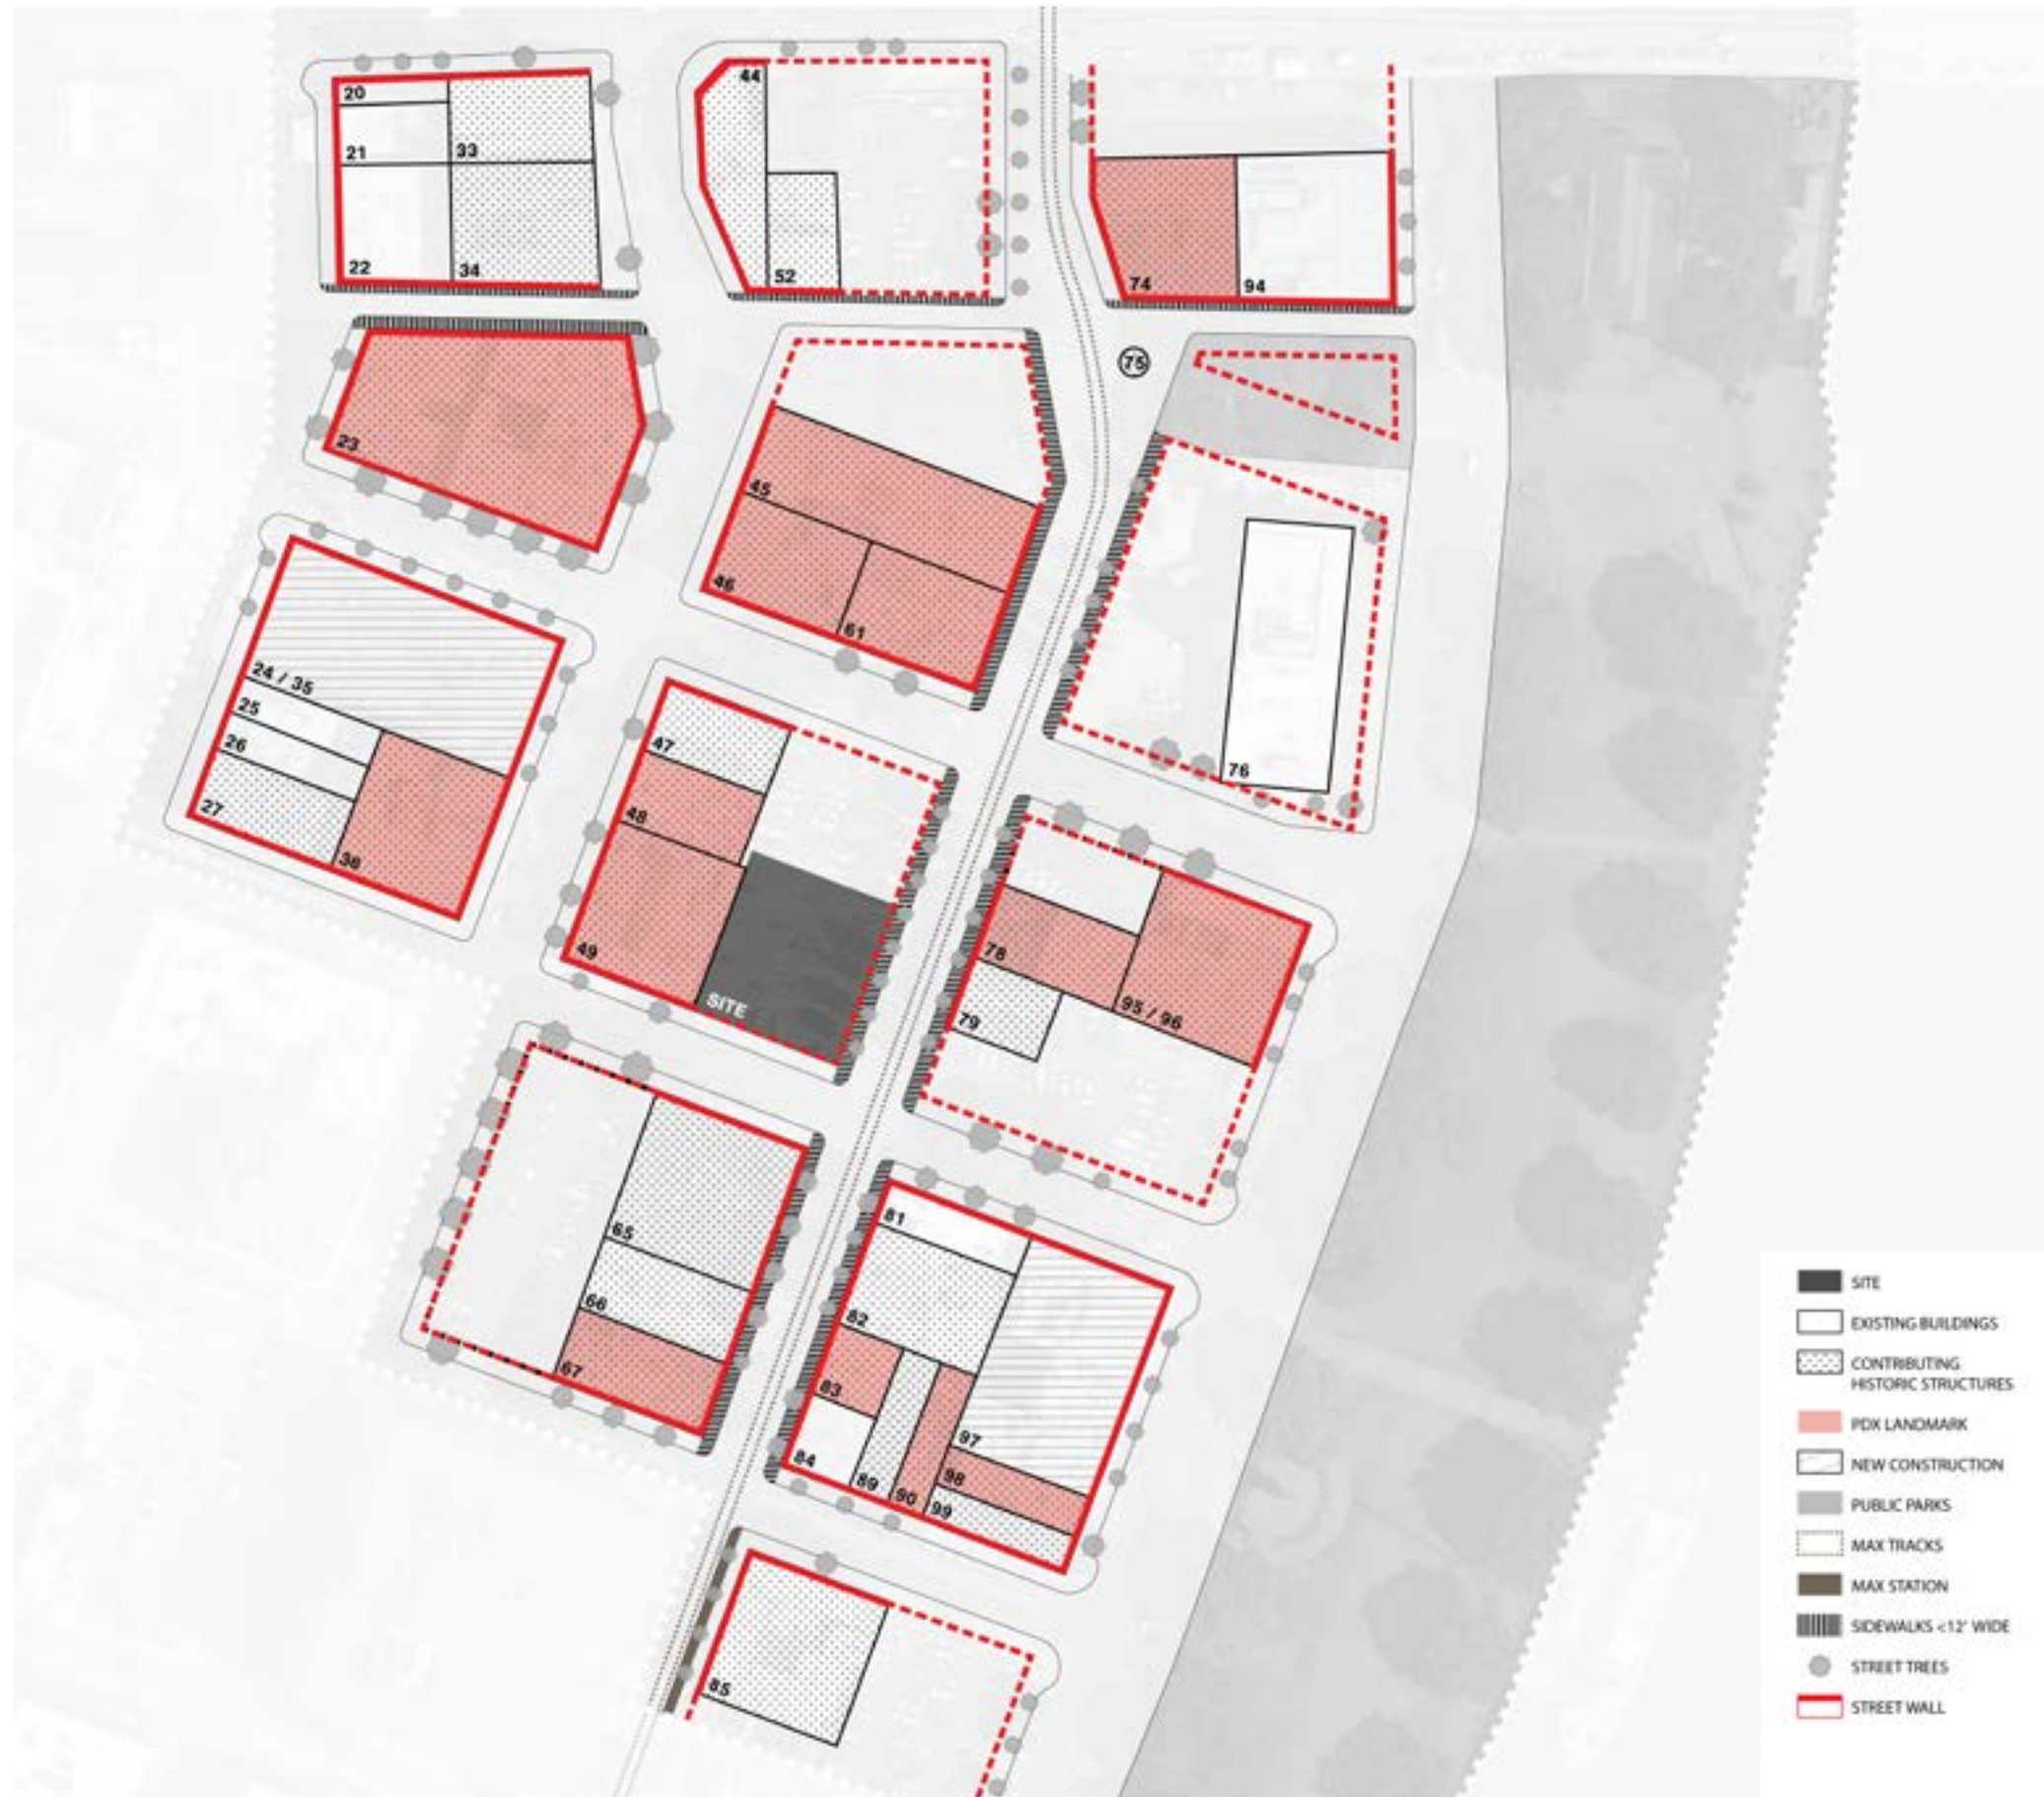 20
21
33
22
34
44
52
74
94
75
23
45
46
61
24 / 35
25
26
27
38
47
48
49
SITE
76
78
79
95 / 96
65
66
67
81
82
83
84
89
90
97
98
99
85
SITE
EXISTING BUILDINGS
CONTRIBUTING
HISTORIC STRUCTURES
PDX LANDMARK
NEW CONSTRUCTION
PUBLIC PARKS
MAX TRACKS
MAX STATION
SIDEWALKS <12' WIDE
STREET TREES
STREET WALL